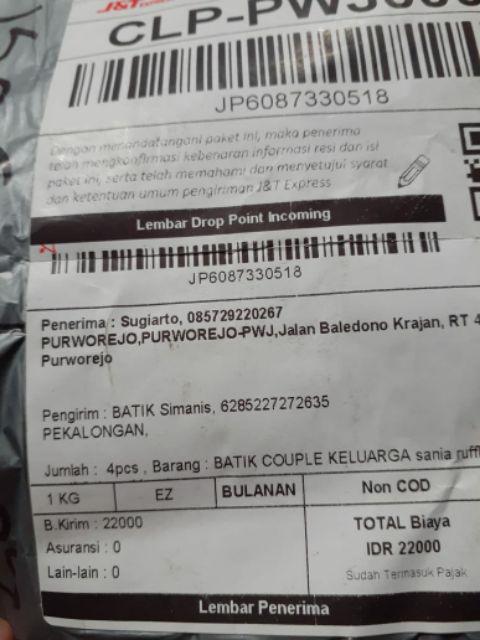 J&T EXPRESS
CLP-PWJ
JP6087330518
Dengan menandatangani paket ini, maka penerima
telah mengkonfirmasi kebenaran informasi resi dan isi
paket ini, serta telah memahami dan menyetujui syarat
dan ketentuan umum pengiriman J&T Express
Lembar Drop Point Incoming
JP6087330518
Penerima : Sugiarto, 085729220267
PURWOREJO,PURWOREJO-PWJ,Jalan Baledono Krajan, RT 4
Purworejo
Pengirim : BATIK Simanis, 6285227272635
PEKALONGAN,
Jumlah : 4pcs , Barang : BATIK COUPLE KELUARGA sania ruffl
1 KG EZ BULANAN Non COD
B.Kirim : 22000 TOTAL Biaya
Asuransi : 0 IDR 22000
Lain-lain : 0 Sudah Termasuk Pajak
Lembar Penerima